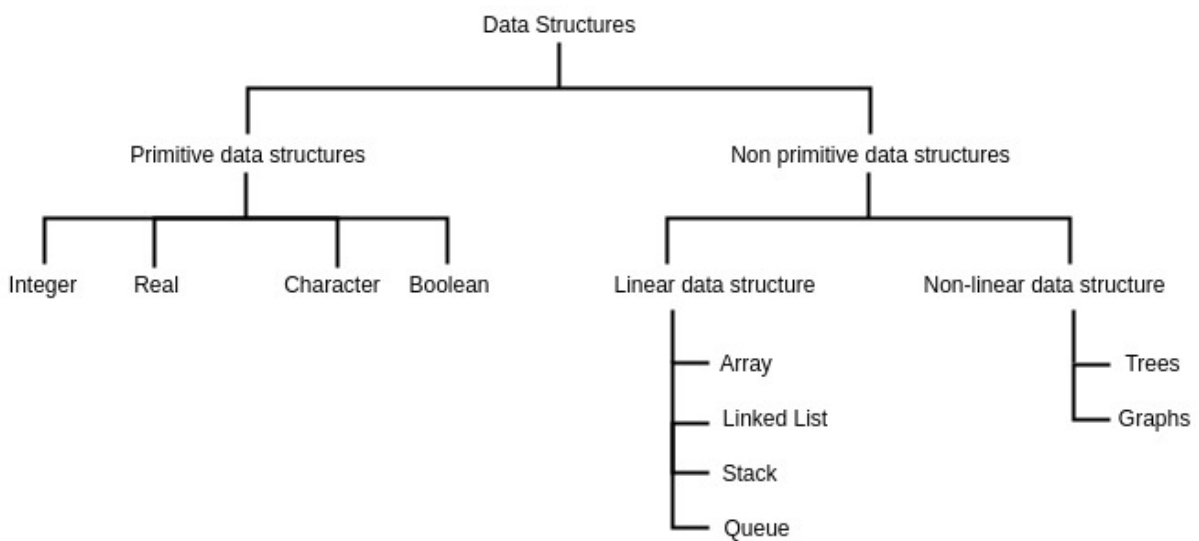 Data Structures
Primitive data structures
Non primitive data structures
Integer
Real
Character
Boolean
Linear data structure
Non-linear data structure
Array
Trees
Linked List
Graphs
Stack
Queue